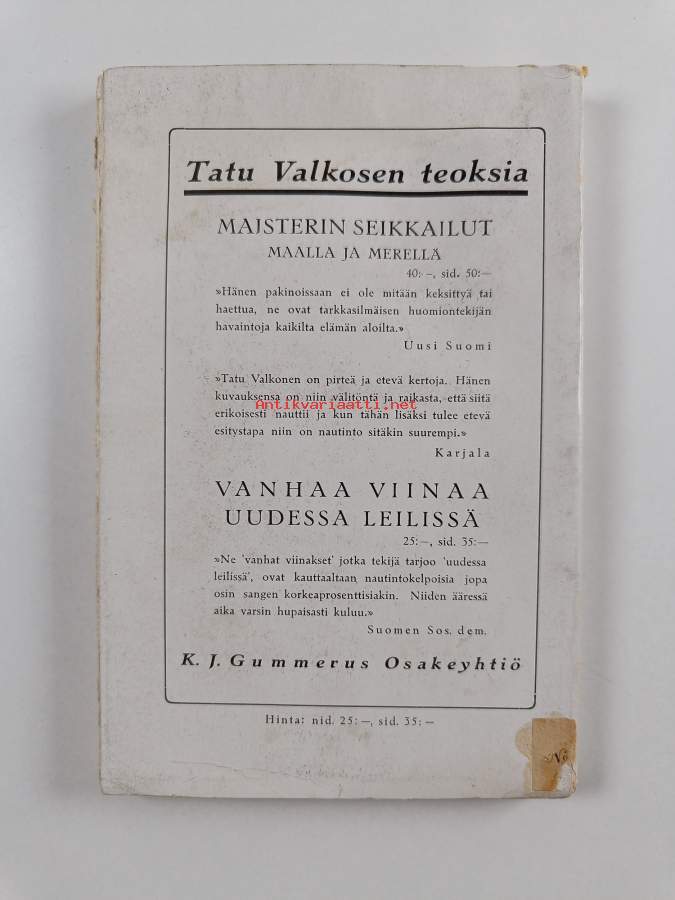 Tatu Valkosen teoksia
MAISTERIN SEIKKAILUT
MAALLA JA MERELLÄ
40: –, sid. 50:—
»Hänen pakinoissaan ei ole mitään keksittyä tai
haettua, ne ovat tarkkasilmäisen huomiontekijän
havaintoja kaikilta elämän aloilta.»
Uusi Suomi
»Tatu Valkonen on pirteä ja etevä kertoja. Hänen
kuvauksensa on niin välitöntä ja raikasta, että siitä
Antikvariaatti.net
erikoisesti nauttii ja kun tähän lisäksi tulee etevä
esitystapa niin on nautinto sitäkin suurempi.»
Karjala
VANHAA VIINAA
UUDESSA LEILISSÄ
25:—, sid. 35:—
»Ne 'vanhat viinakset' jotka tekijä tarjoo 'uudessa
leilissä', ovat kauttaaltaan nautintokelpoisia jopa
osin sangen korkeaprosenttisiakin. Niiden ääressä
aika varsin hupaisasti kuluu.»
Suomen Sos. dem.
K. J. Gummerus Osakeyhtiö
Hinta: nid. 25:—, sid. 35:—
No